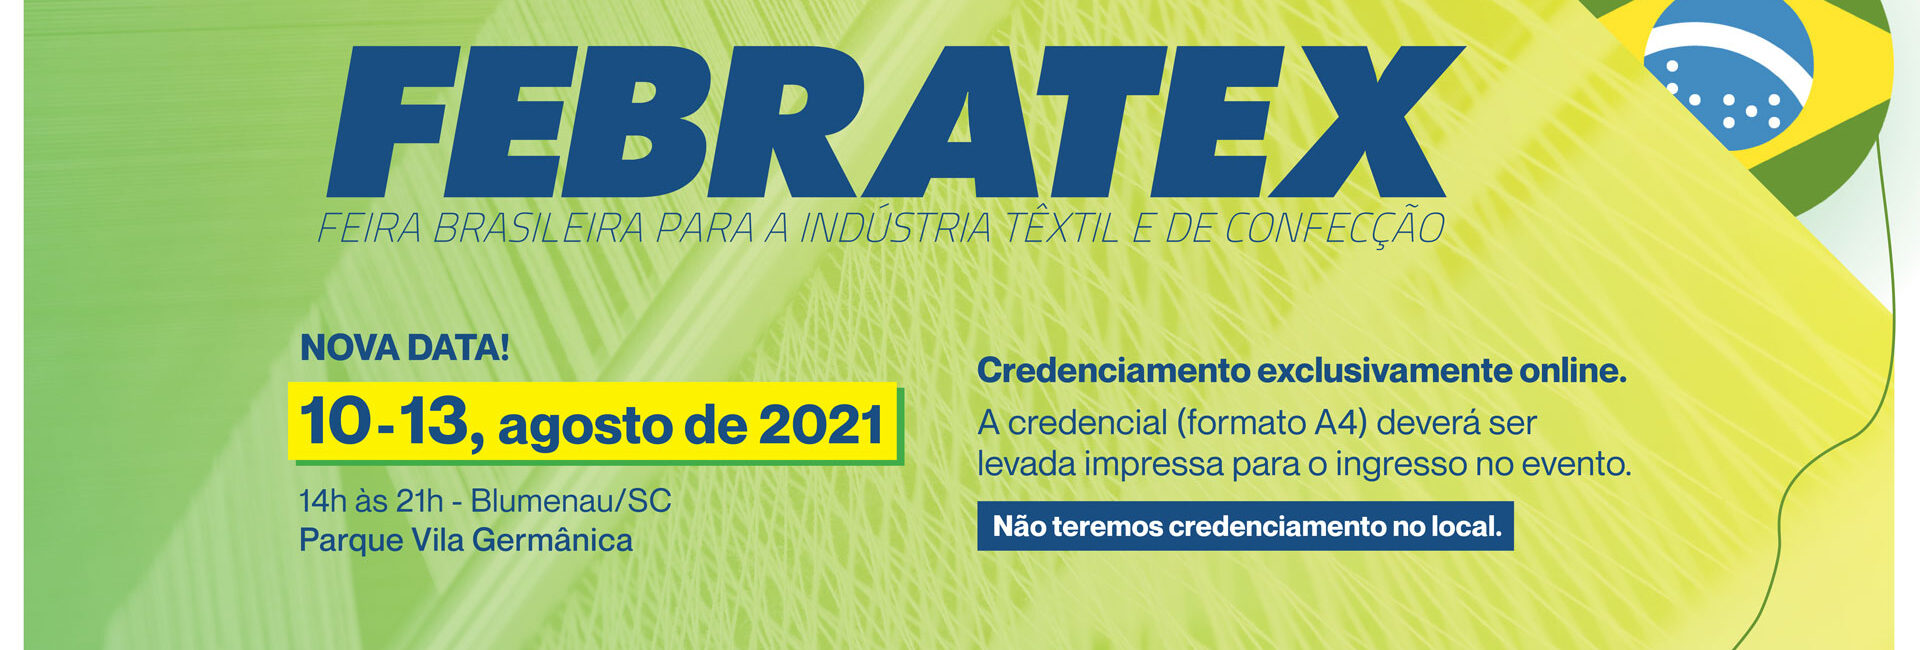 FEBRATEX
FEIRA BRASILEIRA PARA A INDÚSTRIA TÊXTIL E DE CONFECÇÃO
NOVA DATA!
10-13, agosto de 2021
14h às 21h - Blumenau/SC
Parque Vila Germânica
Credenciamento exclusivamente online.
A credencial (formato A4) deverá ser
levada impressa para o ingresso no evento.
Não teremos credenciamento no local.